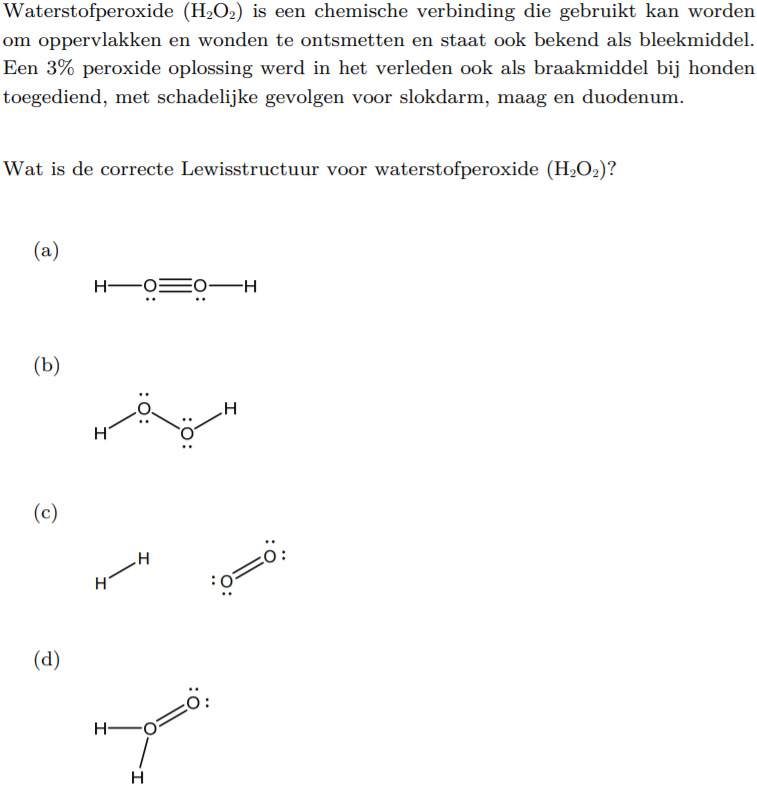 Waterstofperoxide (H₂O₂) is een chemische verbinding die gebruikt kan worden
om oppervlakken en wonden te ontsmetten en staat ook bekend als bleekmiddel.
Een 3% peroxide oplossing werd in het verleden ook als braakmiddel bij honden
toegediend, met schadelijke gevolgen voor slokdarm, maag en duodenum.
Wat is de correcte Lewisstructuur voor waterstofperoxide (H₂O₂)?
(a)
H O O H
(b)
H O O H
(c)
H H O O
(d)
H O O H